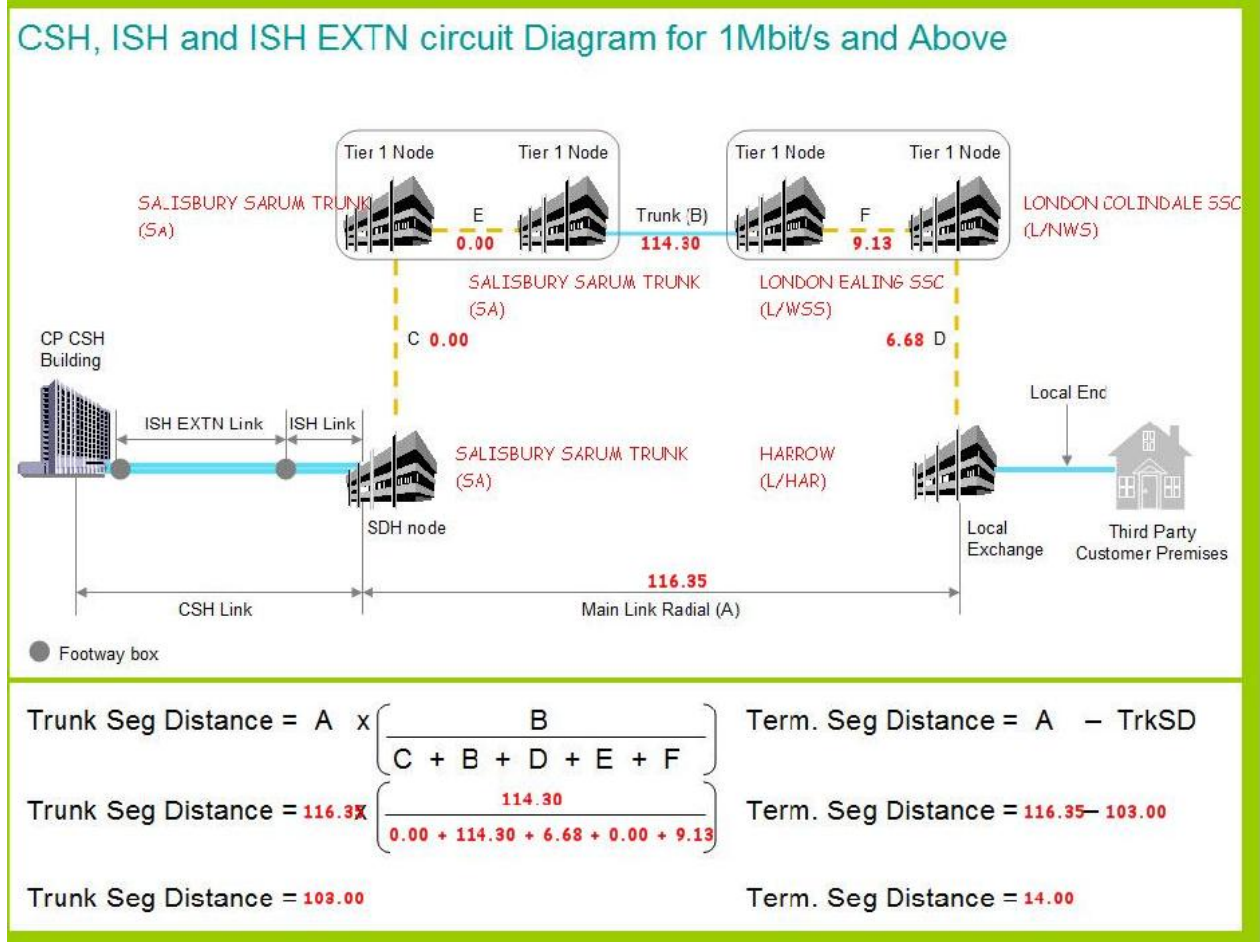 CSH, ISH and ISH EXTN circuit Diagram for 1Mbit/s and Above
Tier 1 Node
Tier 1 Node
Tier 1 Node
Tier 1 Node
SALISBURY SARUM TRUNK
(SA)
E
0.00
Trunk (B)
114.30
F
9.13
LONDON COLINDALE SSC
(L/NWS)
SALISBURY SARUM TRUNK
(SA)
LONDON EALING SSC
(L/WSS)
C 0.00
6.68 D
CP CSH
Building
ISH EXTN Link
ISH Link
Local End
SALISBURY SARUM TRUNK
(SA)
HARROW
(L/HAR)
SDH node
Local
Exchange
Third Party
Customer Premises
116.35
CSH Link
Main Link Radial (A)
Footway box
Trunk Seg Distance = A x
B
C + B + D + E + F
Term. Seg Distance = A – TrkSD
Trunk Seg Distance = 116.35 x
114.30
0.00 + 114.30 + 6.68 + 0.00 + 9.13
Term. Seg Distance = 116.35 – 103.00
Trunk Seg Distance = 103.00
Term. Seg Distance = 14.00